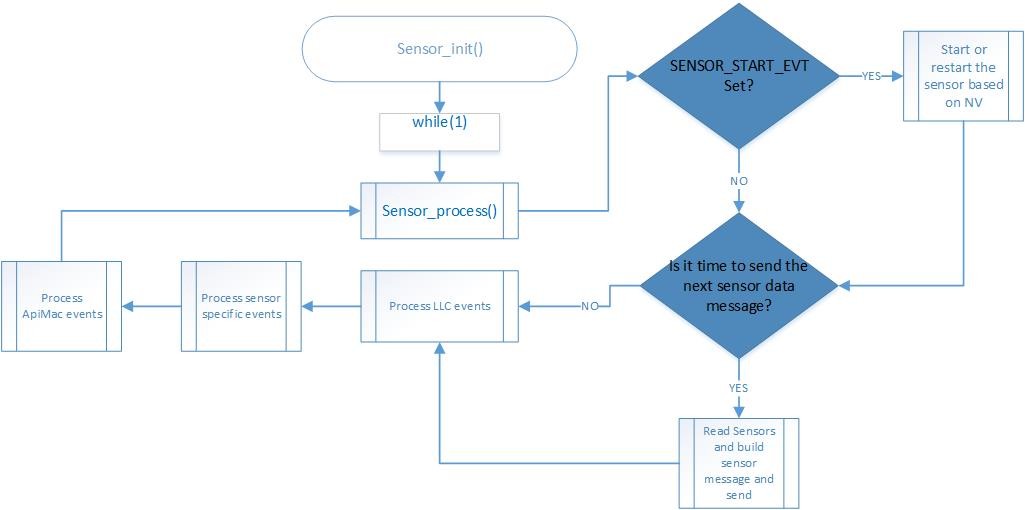 Sensor_init()
while(1)
Sensor_process()
SENSOR_START_EVT
Set?
YES
Start or
restart the
sensor based
on NV
NO
Is it time to send the
next sensor data
message?
NO
Process LLC events
Process sensor
specific events
Process
ApiMac events
YES
Read Sensors
and build
sensor
message and
send